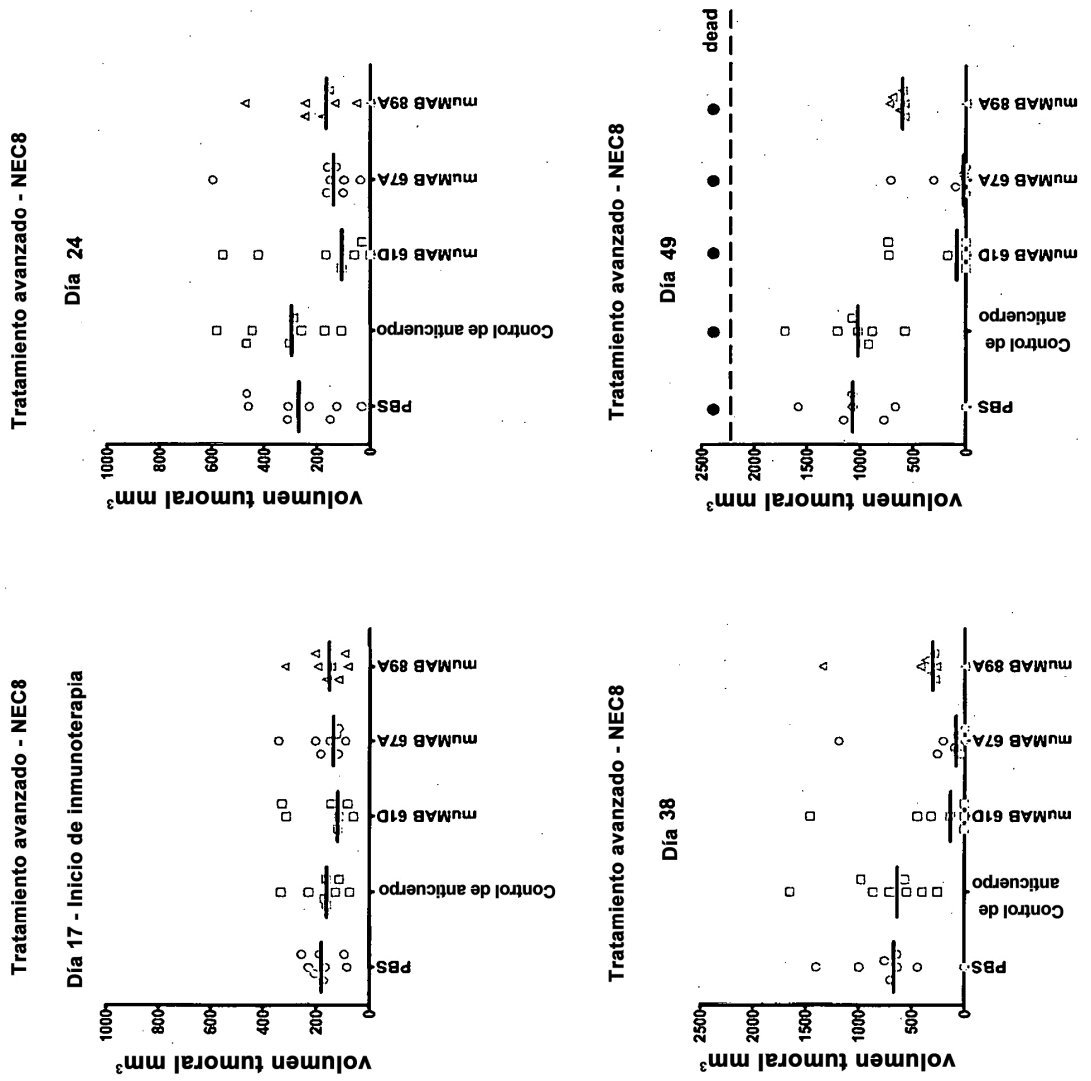 Tratamiento avanzado - NEC8
Día 17 - Inicio de inmunoterapia
volumen tumoral mm³
1000
800
600
400
200
0
PBS
Control de anticuerpo
muMAB 61D
muMAB 67A
muMAB 89A
Tratamiento avanzado - NEC8
Día 24
volumen tumoral mm³
1000
800
600
400
200
0
PBS
Control de anticuerpo
muMAB 61D
muMAB 67A
muMAB 89A
Tratamiento avanzado - NEC8
Día 38
volumen tumoral mm³
2500
2000
1500
1000
500
0
PBS
Control de
anticuerpo
muMAB 61D
muMAB 67A
muMAB 89A
Tratamiento avanzado - NEC8
Día 49
volumen tumoral mm³
2500
2000
1500
1000
500
0
dead
PBS
Control de
anticuerpo
muMAB 61D
muMAB 67A
muMAB 89A